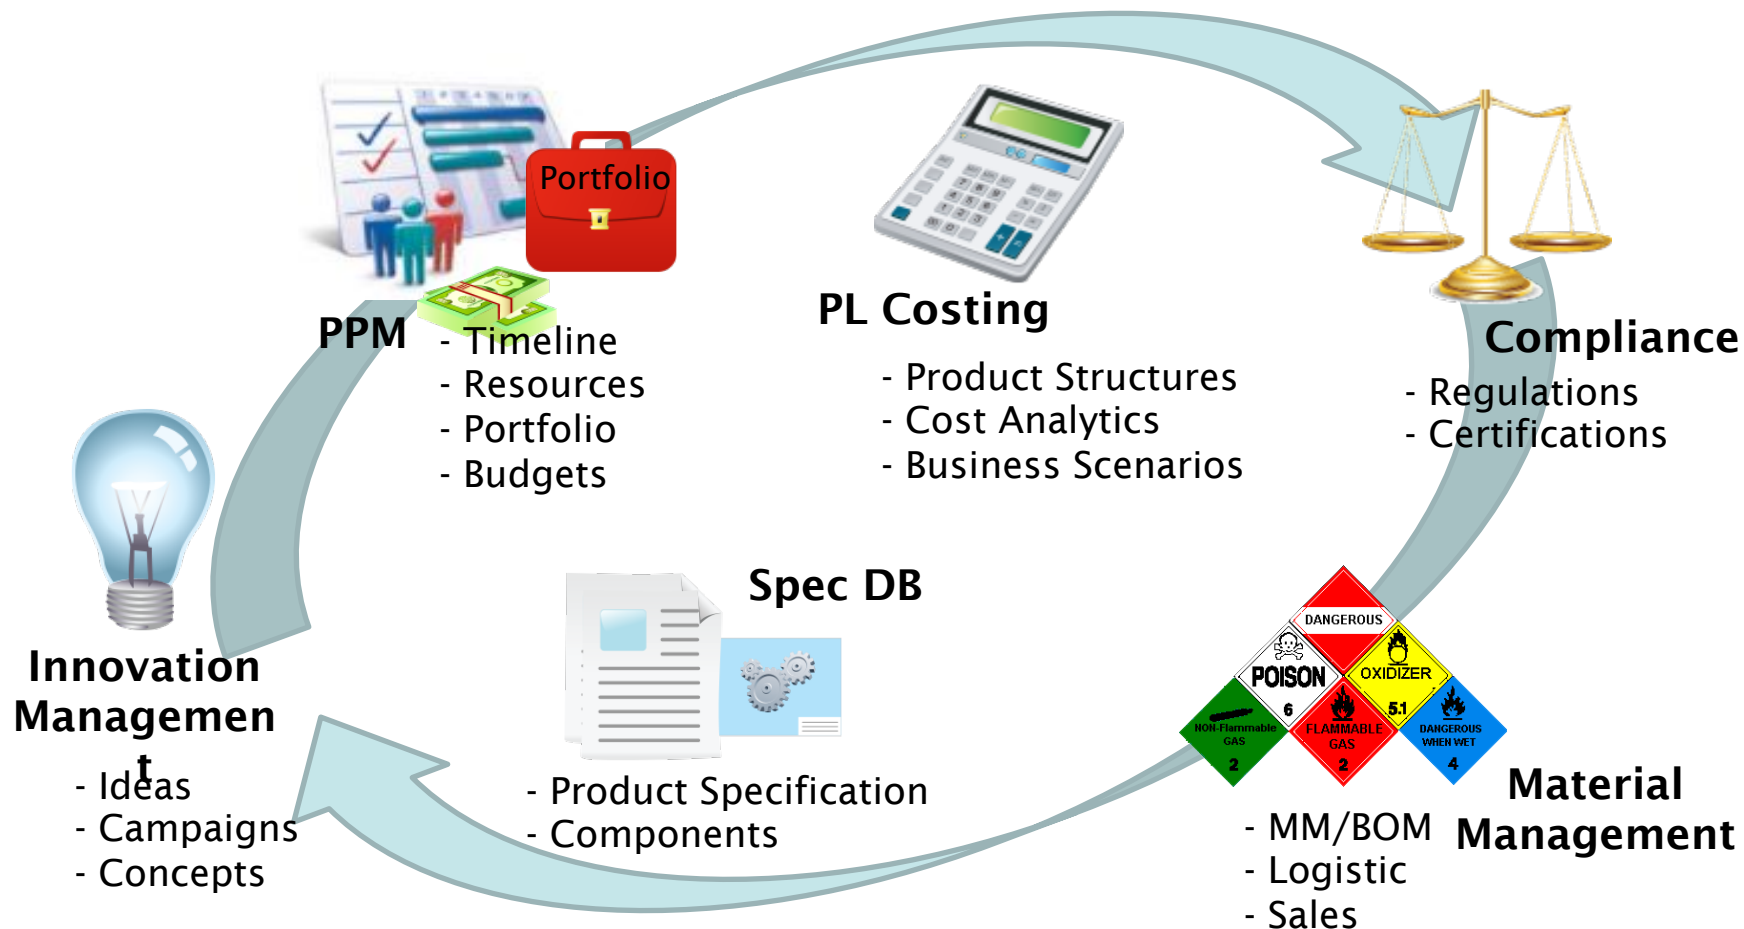 Portfolio
PPM
- Timeline
- Resources
- Portfolio
- Budgets
PL Costing
- Product Structures
- Cost Analytics
- Business Scenarios
Compliance
- Regulations
- Certifications
Innovation
Managemen
t
- Ideas
- Campaigns
- Concepts
Spec DB
- Product Specification
- Components
DANGEROUS
POISON
6
OXIDIZER
5.1
NON-Flammable
GAS
2
FLAMMABLE
GAS
2
DANGEROUS
WHEN WET
4
Material
Management
- MM/BOM
- Logistic
- Sales